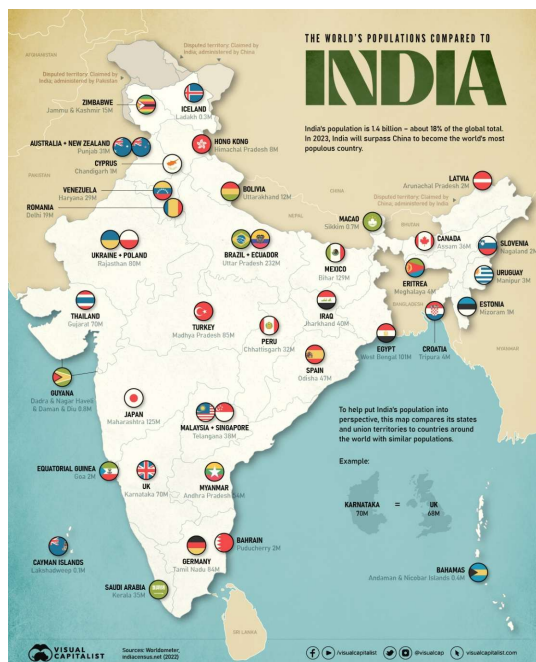 THE WORLD'S POPULATIONS COMPARED TO
INDIA
India's population is 1.4 billion – about 18% of the global total.
In 2023, India will surpass China to become the world's most
populous country.
AFGHANISTAN
Disputed territory. Claimed by
India, administered by China
Disputed territory. Claimed by
India, administered by Pakistan
ZIMBABWE
Jammu & Kashmir 15M
ICELAND
Ladakh 0.3M
AUSTRALIA + NEW ZEALAND
Punjab 31M
HONG KONG
Himachal Pradesh 8M
CYPRUS
Chandigarh 1M
PAKISTAN
VENEZUELA
Haryana 29M
BOLIVIA
Uttarakhand 12M
ROMANIA
Delhi 19M
CHINA
LATVIA
Arunachal Pradesh 2M
Disputed territory. Claimed by
China, administered by India
NEPAL
MACAO
Sikkim 0.7M
BHUTAN
UKRAINE + POLAND
Rajasthan 80M
BRAZIL + ECUADOR
Uttar Pradesh 232M
MEXICO
Bihar 129M
CANADA
Assam 36M
SLOVENIA
Nagaland 2M
ERITREA
Meghalaya 4M
URUGUAY
Manipur 3M
BANGLADESH
THAILAND
Gujarat 70M
TURKEY
Madhya Pradesh 85M
IRAQ
Jharkhand 40M
ESTONIA
Mizoram 1M
PERU
Chhattisgarh 32M
EGYPT
West Bengal 101M
CROATIA
Tripura 4M
MYANMAR
SPAIN
Odisha 47M
GUYANA
Dadra & Nagar Haveli
& Daman & Diu 0.8M
JAPAN
Maharashtra 125M
MALAYSIA + SINGAPORE
Telangana 38M
To help put India's population into
perspective, this map compares its states
and union territories to countries around
the world with similar populations.
Example:
KARNATAKA
70M
=
UK
68M
EQUATORIAL GUINEA
Goa 2M
UK
Karnataka 70M
MYANMAR
Andhra Pradesh
BAHRAIN
Puducherry 2M
CAYMAN ISLANDS
Lakshadweep 0.1M
GERMANY
Tamil Nadu 84M
BAHAMAS
Andaman & Nicobar Islands 0.4M
SAUDI ARABIA
Kerala 35M
SRI LANKA
VISUAL
CAPITALIST
Sources: Worldometer,
indiacensus.net (2022)
/visualcapitalist
@visualcap
visualcapitalist.com